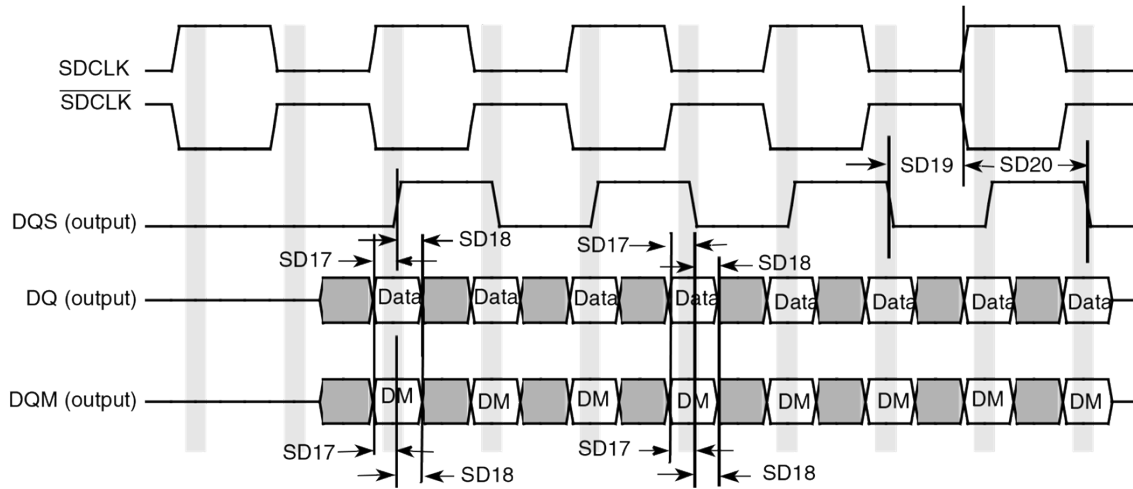 SDCLK
SDCLK
SD19
SD20
DQS (output)
SD18
SD17
SD17
SD18
DQ (output)
Data
Data
Data
Data
Data
Data
Data
Data
DQM (output)
DM
DM
DM
DM
DM
DM
DM
DM
SD17
SD17
SD18
SD18